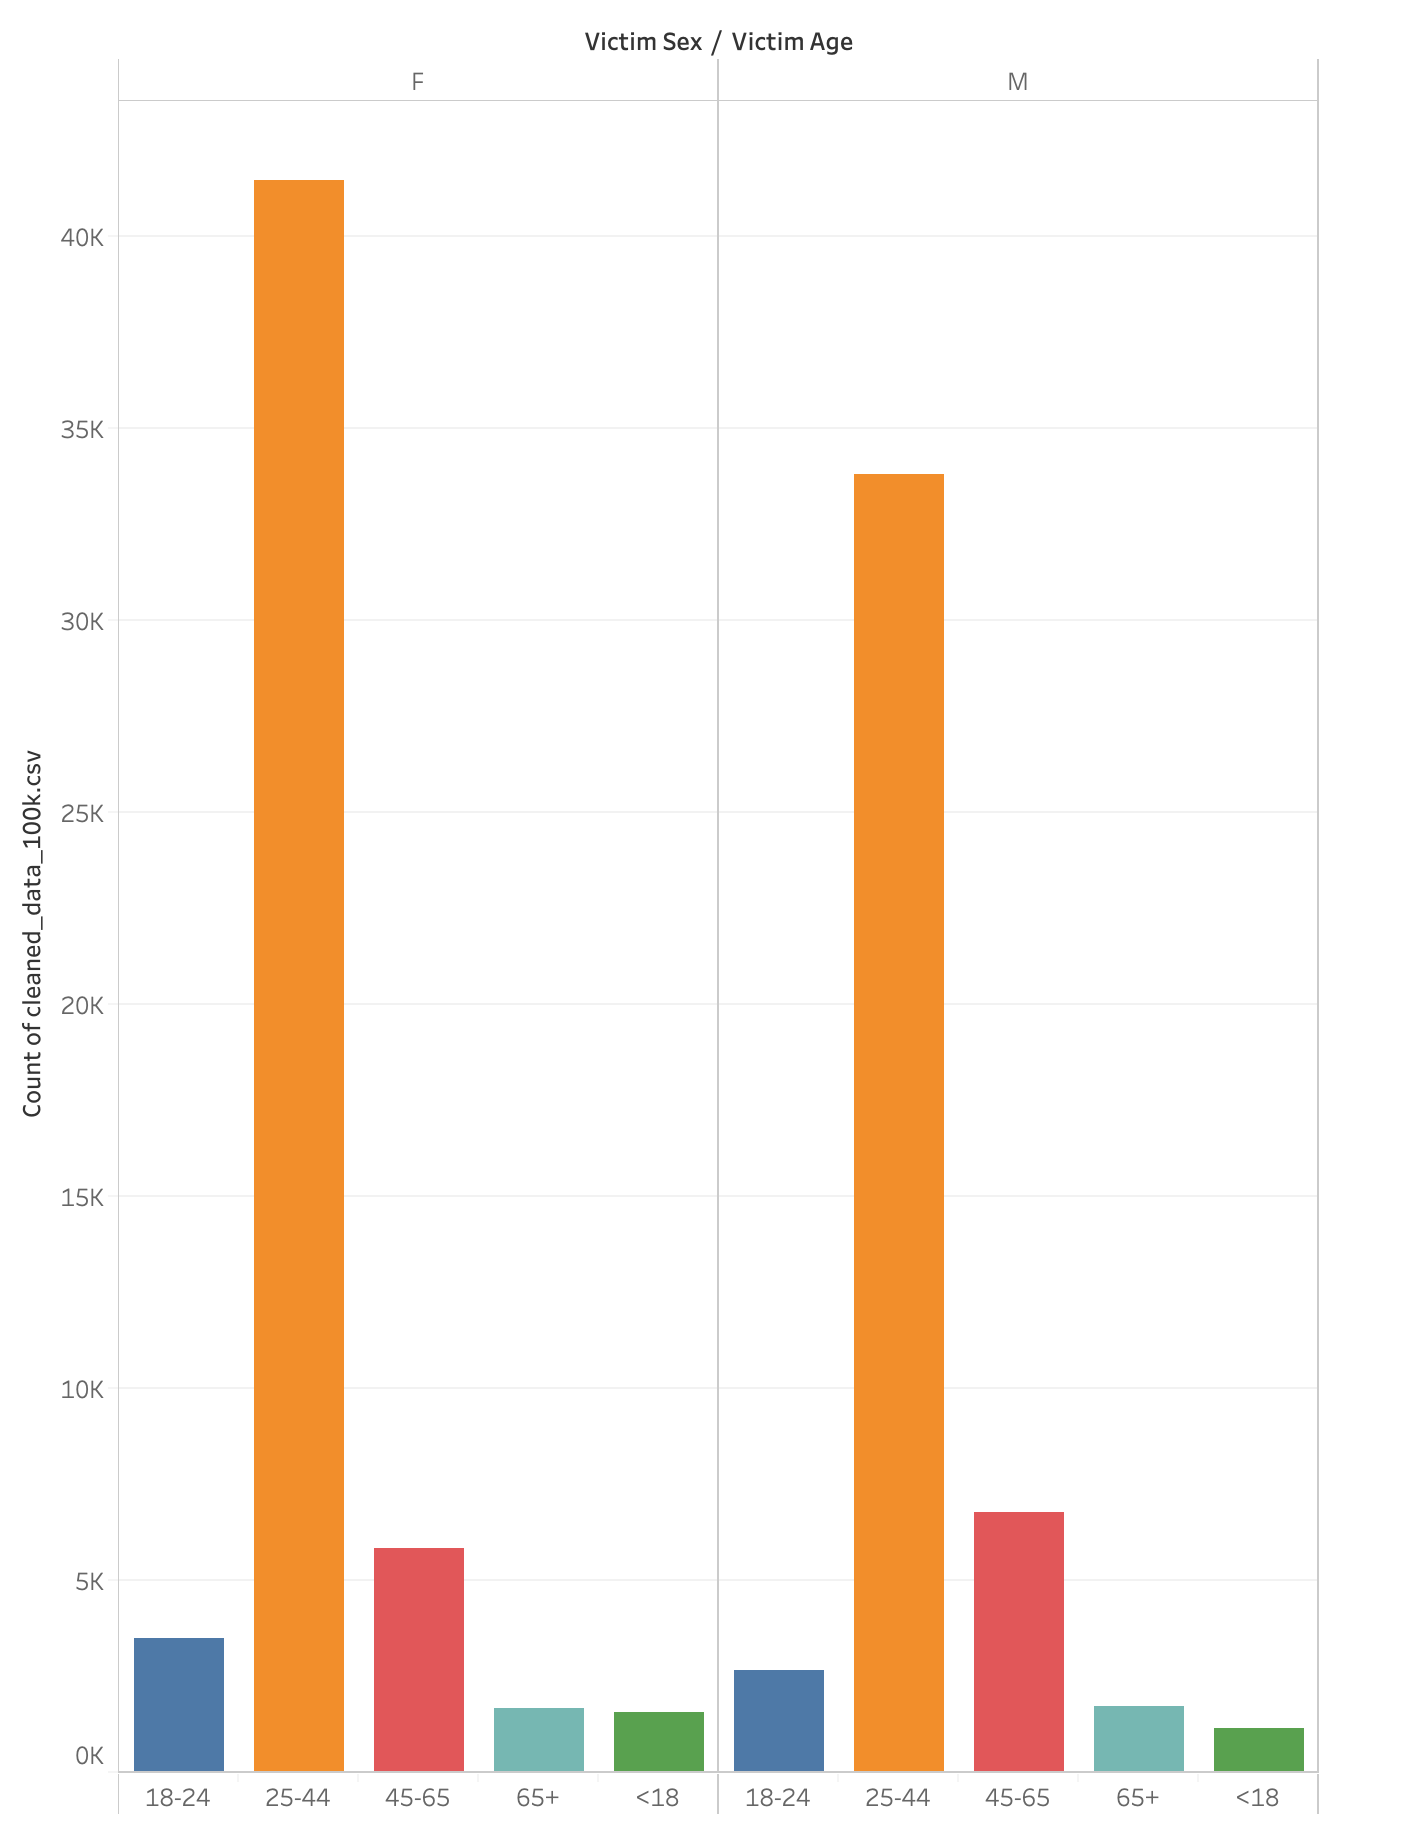 Victim Sex / Victim Age
F
M
40K
35K
30K
25K
20K
15K
10K
5K
0K
Count of cleaned_data_100k.csv
18-24
25-44
45-65
65+
<18
18-24
25-44
45-65
65+
<18